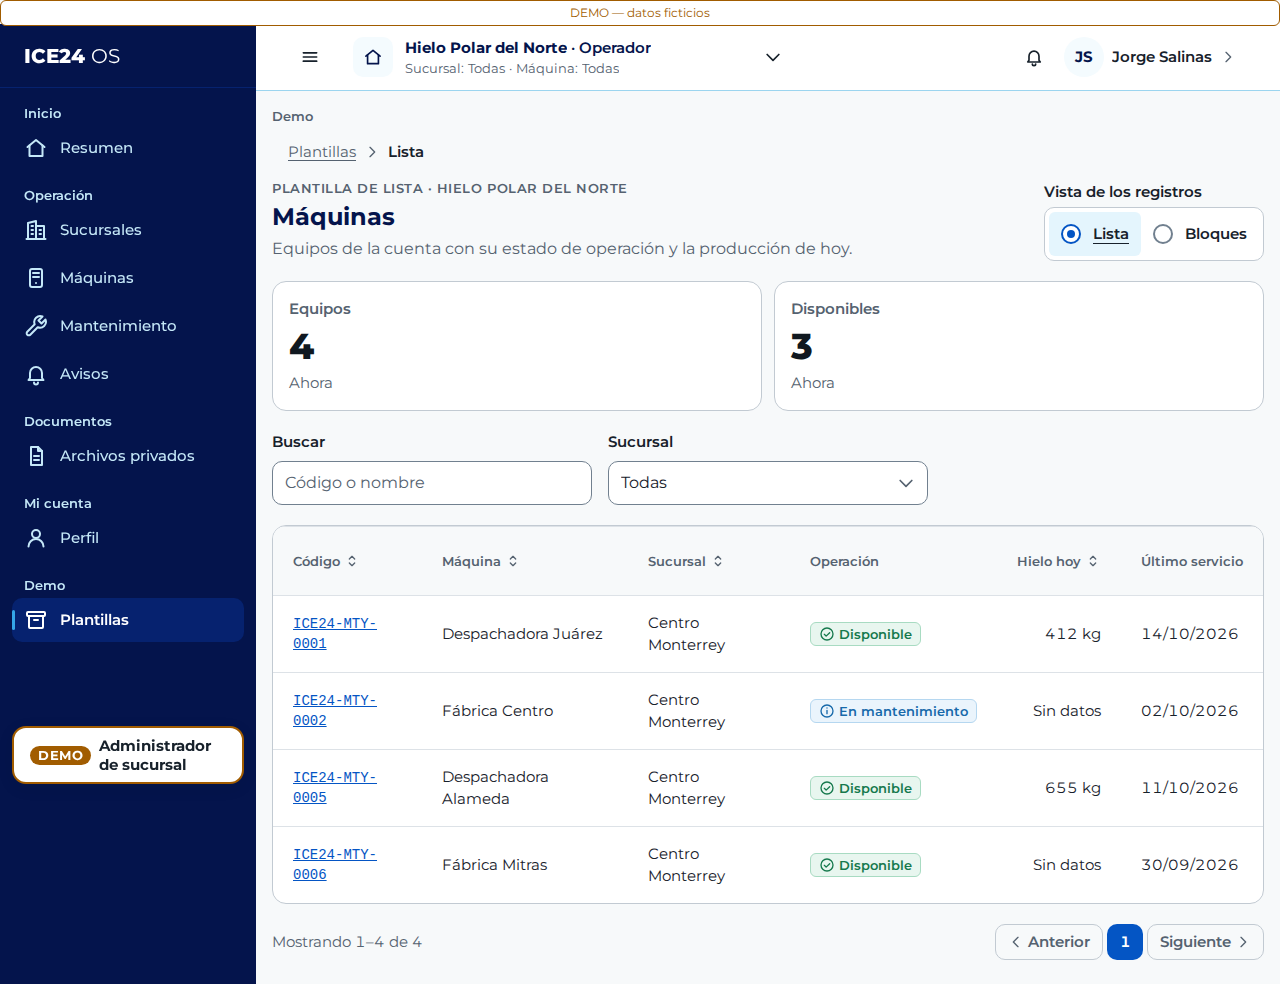 DEMO — datos ficticios
ICE24 OS
Inicio
Resumen
Operación
Sucursales
Máquinas
Mantenimiento
Avisos
Documentos
Archivos privados
Mi cuenta
Perfil
Demo
Plantillas
DEMO
Administrador
de sucursal
Hielo Polar del Norte · Operador
Sucursal: Todas · Máquina: Todas
JS Jorge Salinas
Demo
Plantillas Lista
PLANTILLA DE LISTA · HIELO POLAR DEL NORTE
Máquinas
Equipos de la cuenta con su estado de operación y la producción de hoy.
Vista de los registros
Lista Bloques
Equipos
4
Ahora
Disponibles
3
Ahora
Buscar
Código o nombre
Sucursal
Todas
Código Máquina Sucursal Operación Hielo hoy Último servicio
ICE24-MTY-
0001
Despachadora Juárez
Centro
Monterrey
Disponible
412 kg
14/10/2026
ICE24-MTY-
0002
Fábrica Centro
Centro
Monterrey
En mantenimiento
Sin datos
02/10/2026
ICE24-MTY-
0005
Despachadora
Alameda
Centro
Monterrey
Disponible
655 kg
11/10/2026
ICE24-MTY-
0006
Fábrica Mitras
Centro
Monterrey
Disponible
Sin datos
30/09/2026
Mostrando 1–4 de 4
Anterior 1 Siguiente